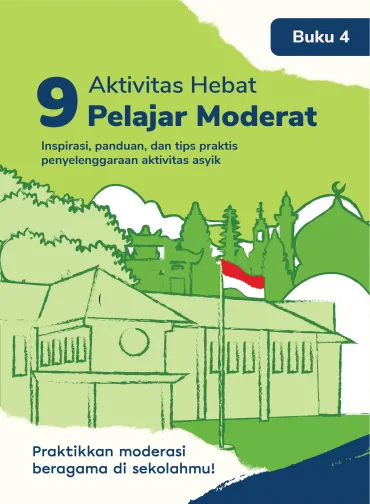 Buku 4
9 Aktivitas Hebat
Pelajar Moderat
Inspirasi, panduan, dan tips praktis
penyelenggaraan aktivitas asyik
Praktikkan moderasi
beragama di sekolahmu!